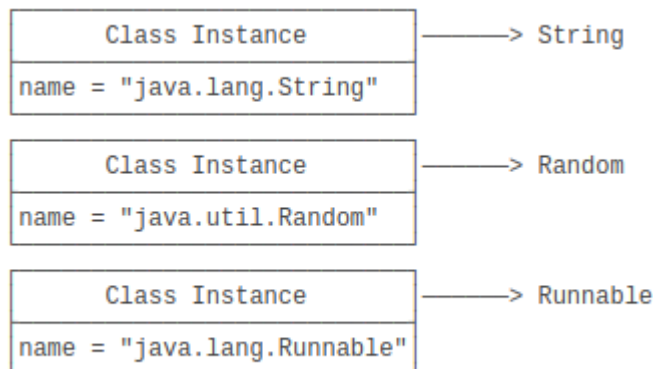 Class Instance ———> String
name = "java.lang.String"
Class Instance ———> Random
name = "java.util.Random"
Class Instance ———> Runnable
name = "java.lang.Runnable"